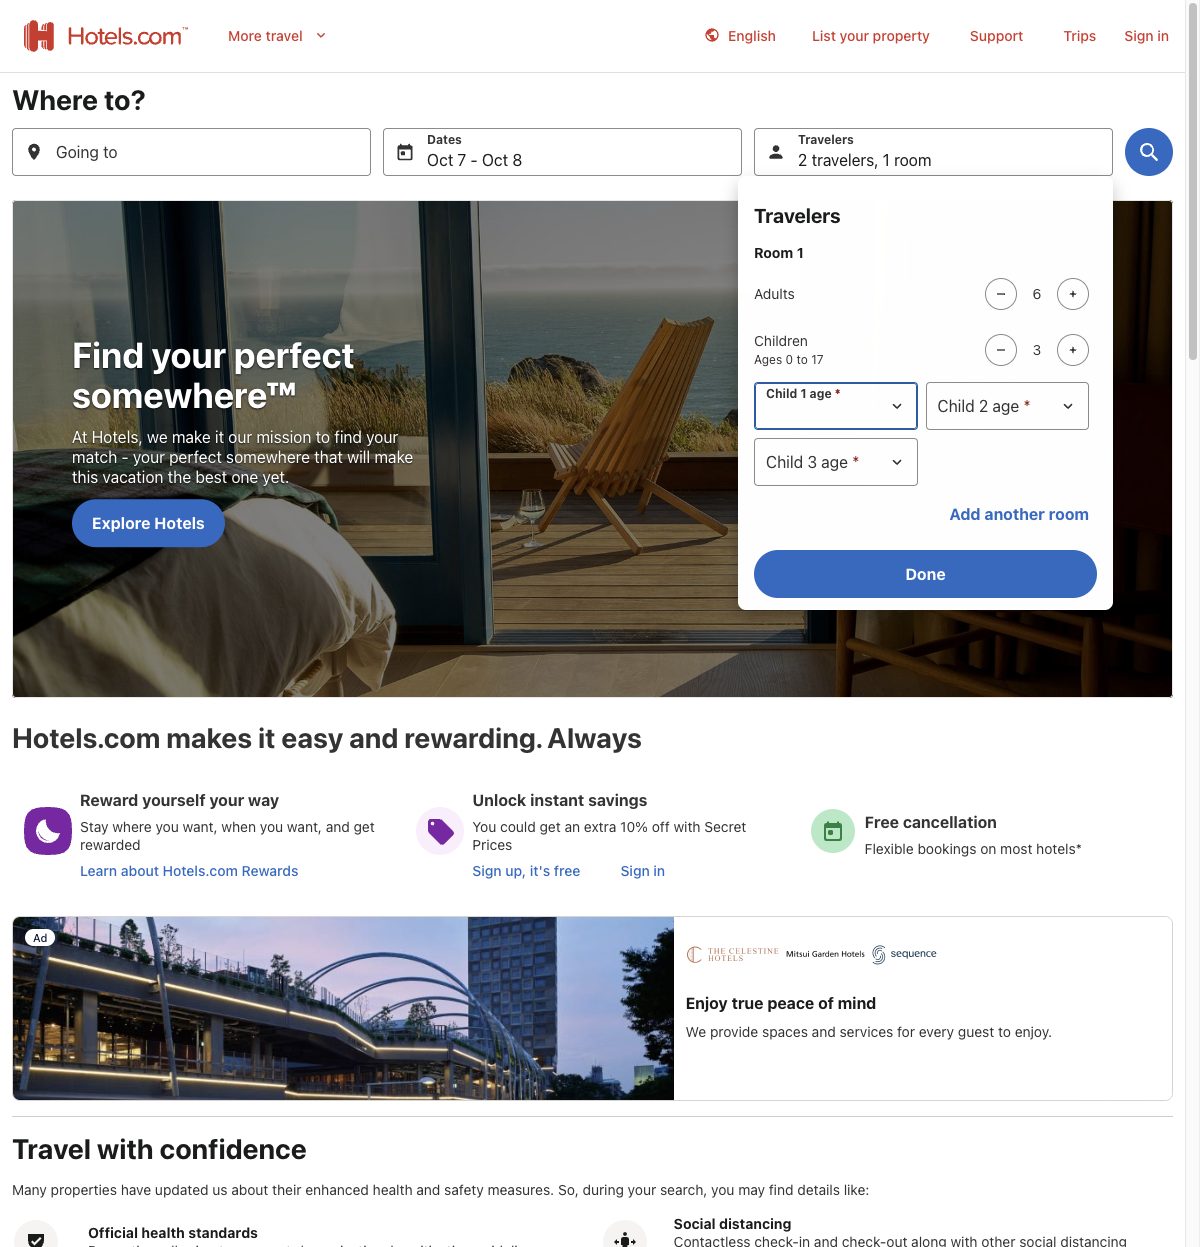 Hotels.com™
More travel
English
List your property
Support
Trips
Sign in
Where to?
Going to
Dates
Oct 7 - Oct 8
Travelers
2 travelers, 1 room
Travelers
Room 1
Adults
6
Children
Ages 0 to 17
3
Child 1 age *
Child 2 age *
Child 3 age *
Add another room
Done
Find your perfect
somewhere™
At Hotels, we make it our mission to find your
match - your perfect somewhere that will make
this vacation the best one yet.
Explore Hotels
Hotels.com makes it easy and rewarding. Always
Reward yourself your way
Stay where you want, when you want, and get
rewarded
Learn about Hotels.com Rewards
Unlock instant savings
You could get an extra 10% off with Secret
Prices
Sign up, it's free
Sign in
Free cancellation
Flexible bookings on most hotels*
Ad
THE CELESTINE
HOTELS
Mitsui Garden Hotels
sequence
Enjoy true peace of mind
We provide spaces and services for every guest to enjoy.
Travel with confidence
Many properties have updated us about their enhanced health and safety measures. So, during your search, you may find details like:
Official health standards
Social distancing
Contactless check-in and check-out along with other social distancing